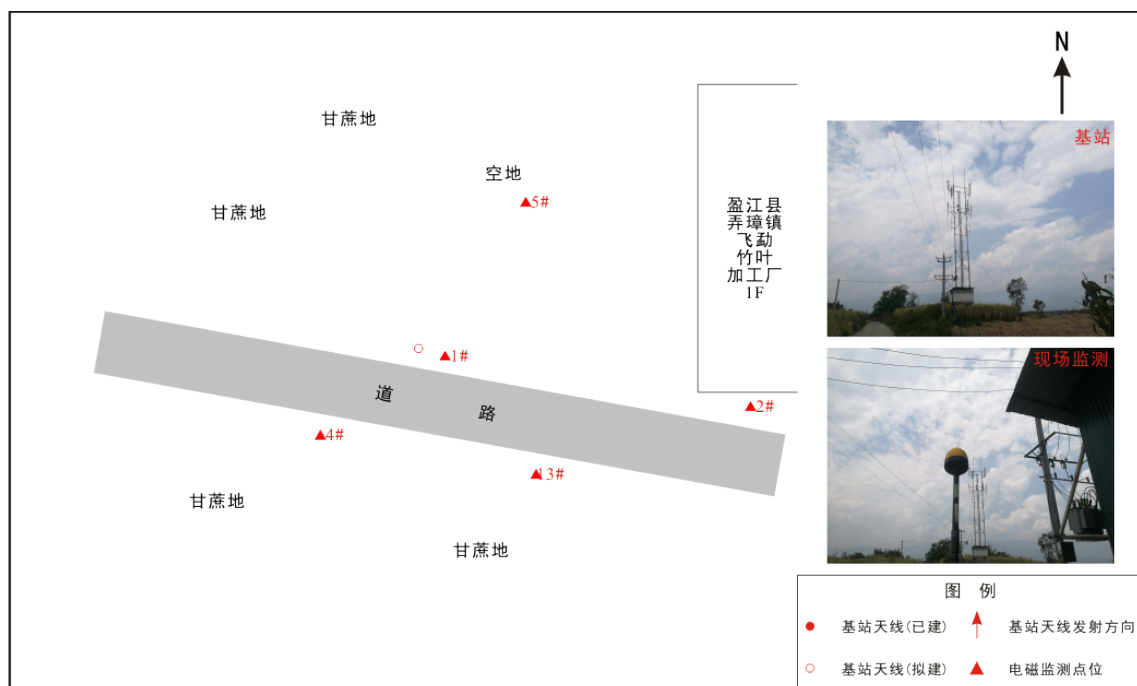 N
甘蔗地
基站
空地
5#
甘蔗地
盈江县
弄璋镇
飞勐
竹叶
加工厂
1F
1#
现场监测
道 路
2#
4#
13#
甘蔗地
甘蔗地
图 例
基站天线(已建)
基站天线发射方向
基站天线(拟建)
电磁监测点位